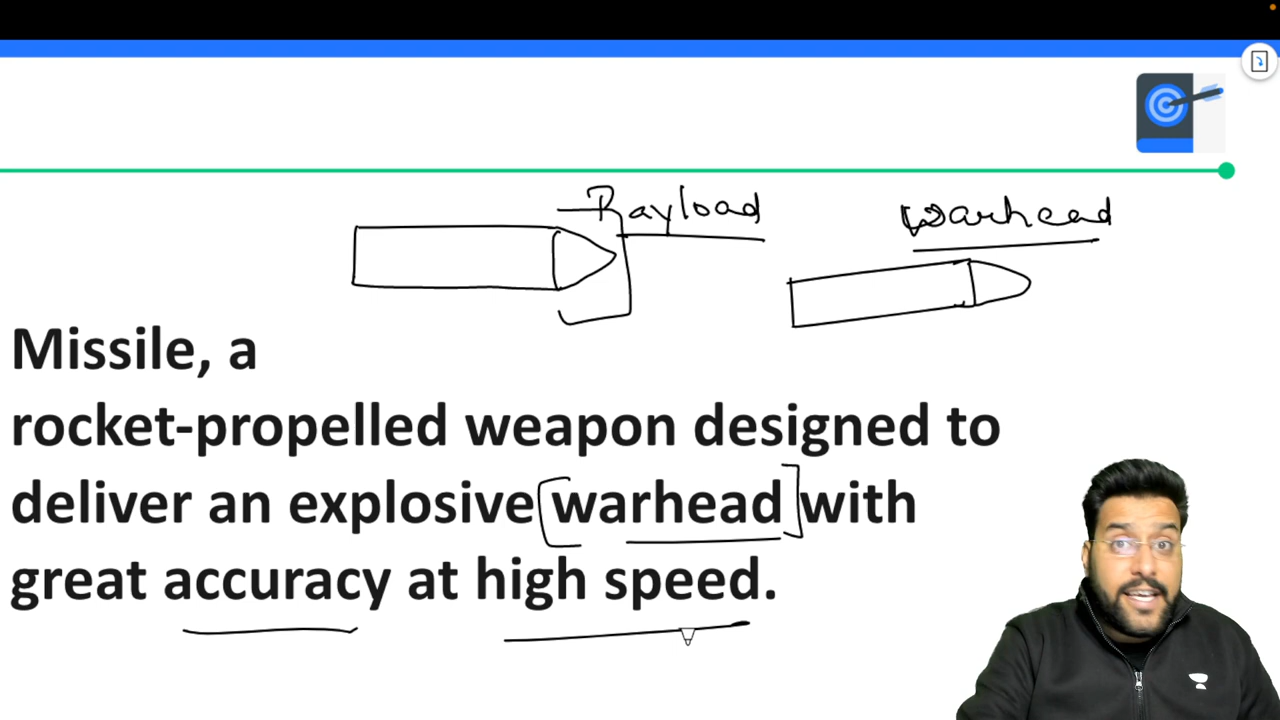 Payload
Warhead
Missile, a
rocket-propelled weapon designed to
deliver an explosive [warhead] with
great accuracy at high speed.